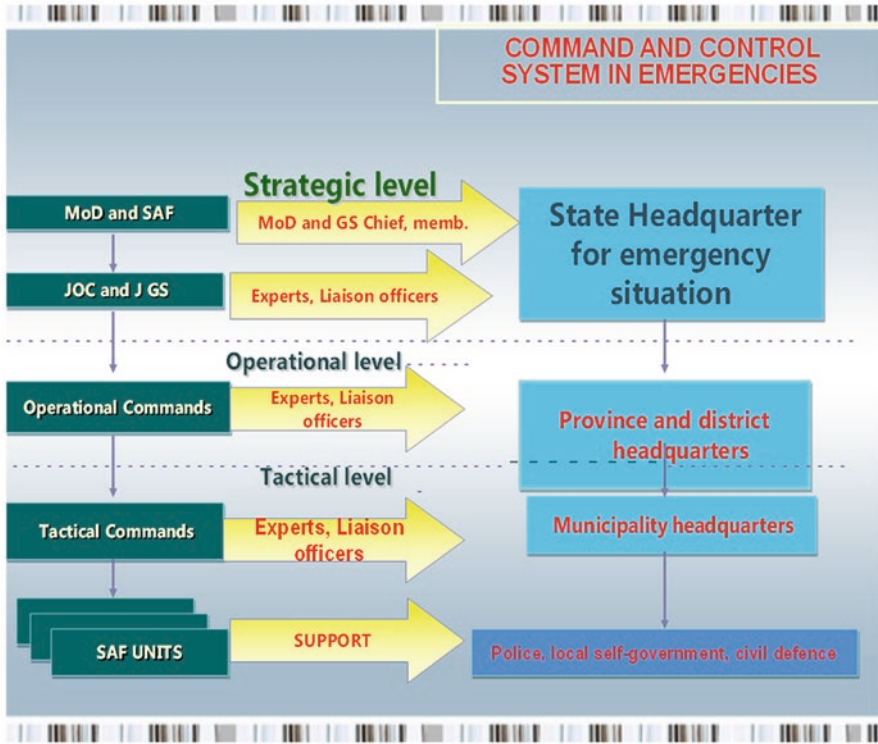 COMMAND AND CONTROL
SYSTEM IN EMERGENCIES
Strategic level
MoD and SAF
MoD and GS Chief, memb.
State Headquarter
for emergency
situation
JOC and J GS
Experts, Liaison officers
Operational level
Operational Commands
Experts, Liaison
officers
Province and district
headquarters
Tactical level
Tactical Commands
Experts, Liaison
officers
Municipality headquarters
SAF UNITS
SUPPORT
Police, local self-government, civil defence